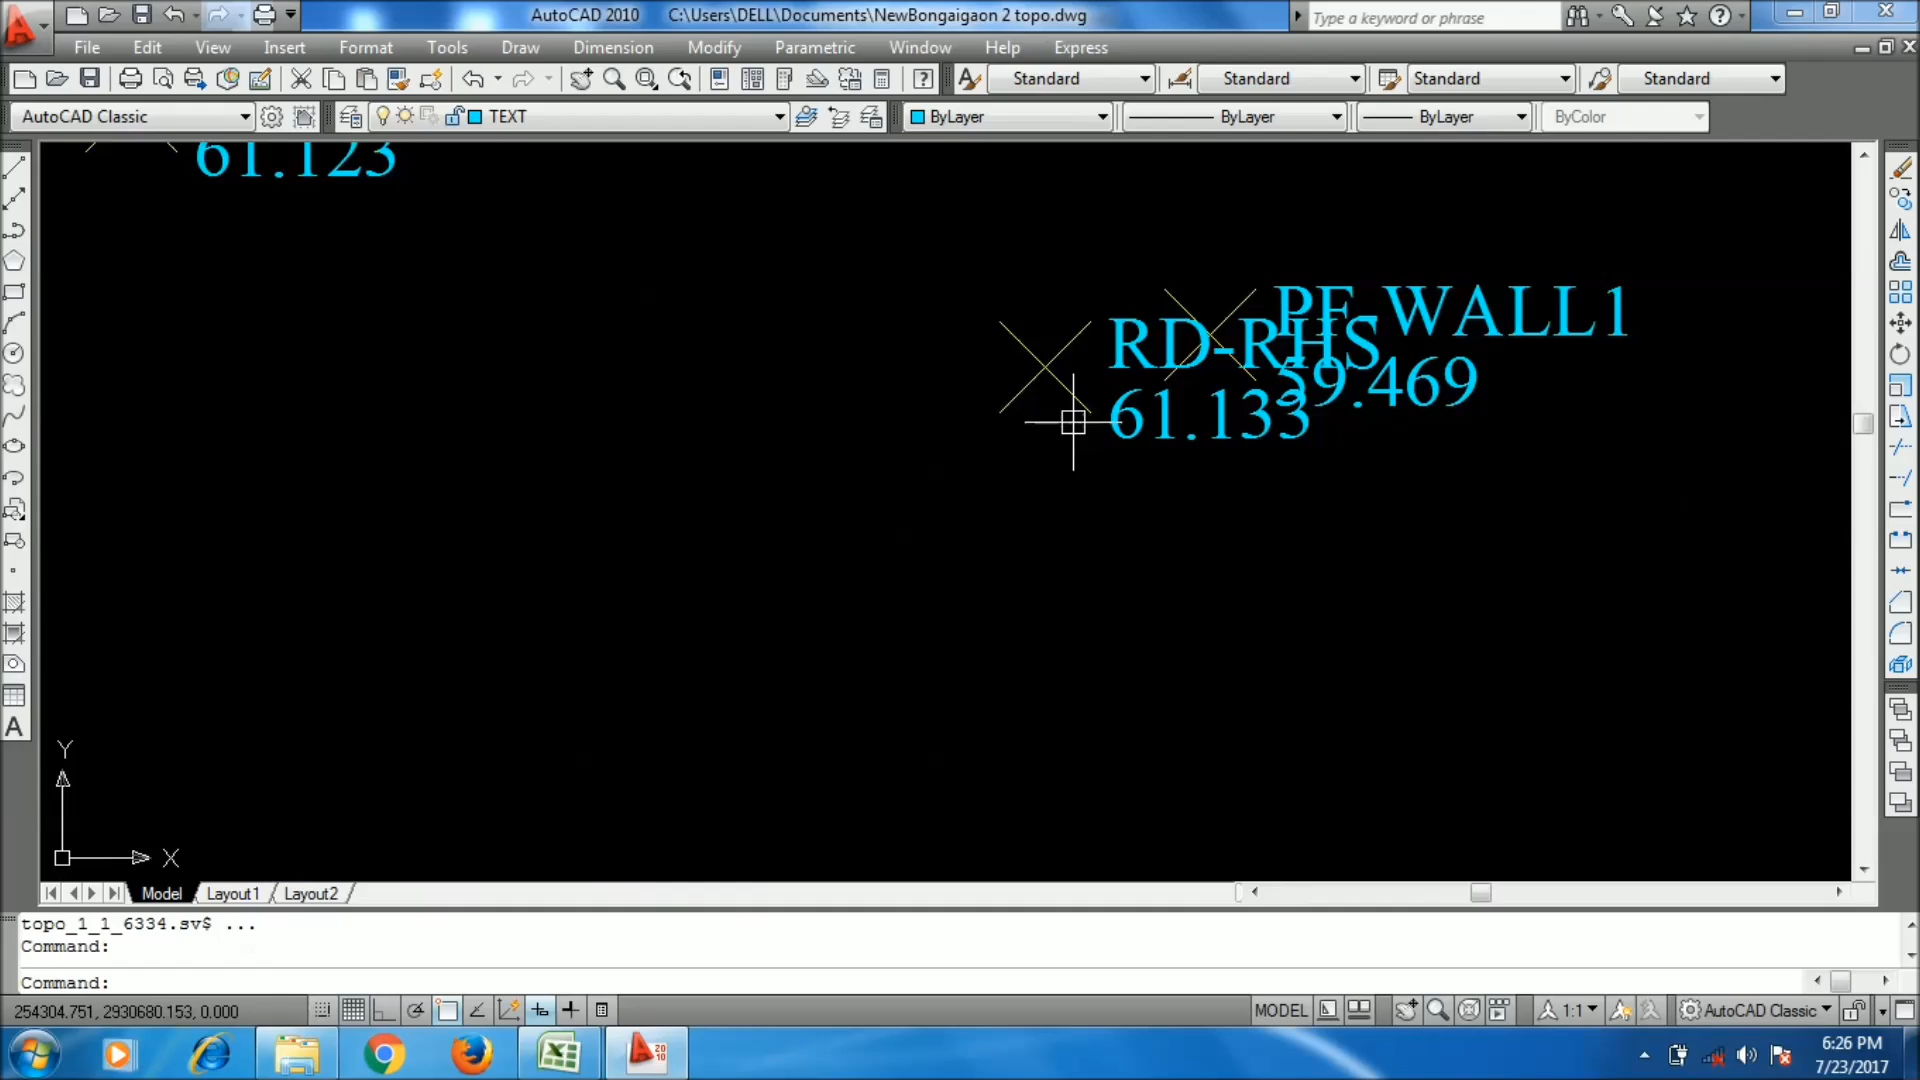 AutoCAD 2010 C:\Users\DELL\Documents\NewBongaigaon 2 topo.dwg
Type a keyword or phrase
File Edit View Insert Format Tools Draw Dimension Modify Parametric Window Help Express
Standard Standard Standard Standard
AutoCAD Classic TEXT ByLayer ByLayer ByLayer ByColor
61.123
PF-WALL1
RD-RHS
59.469
61.133
Y
X
Model Layout1 Layout2
topo_1_1_6334.sv$ ...
Command:
Command:
254304.751, 2930680.153, 0.000 MODEL 1:1 AutoCAD Classic
6:26 PM
7/23/2017